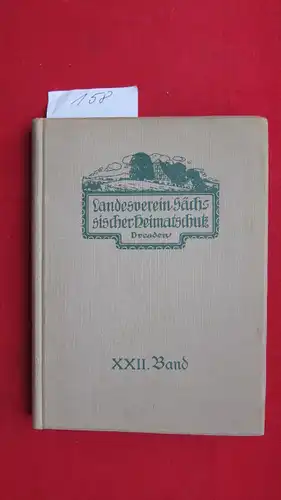 158
Landesverein Säch=
sischer Heimatschutz
Dresden
XXII. Band